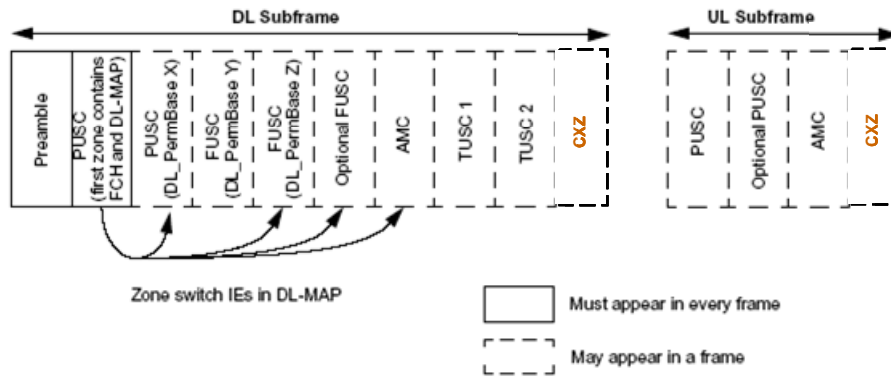 DL Subframe
UL Subframe
Preamble
PUSC
(first zone contains
FCH and DL-MAP)
PUSC
(DL_PermBase X)
FUSC
(DL_PermBase Y)
FUSC
(DL_PermBase Z)
Optional FUSC
AMC
TUSC 1
TUSC 2
CXZ
PUSC
Optional PUSC
AMC
CXZ
Zone switch IEs in DL-MAP
Must appear in every frame
May appear in a frame